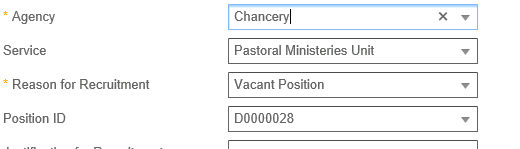 * Agency Chancery
Service Pastoral Ministeries Unit
* Reason for Recruitment Vacant Position
Position ID D0000028